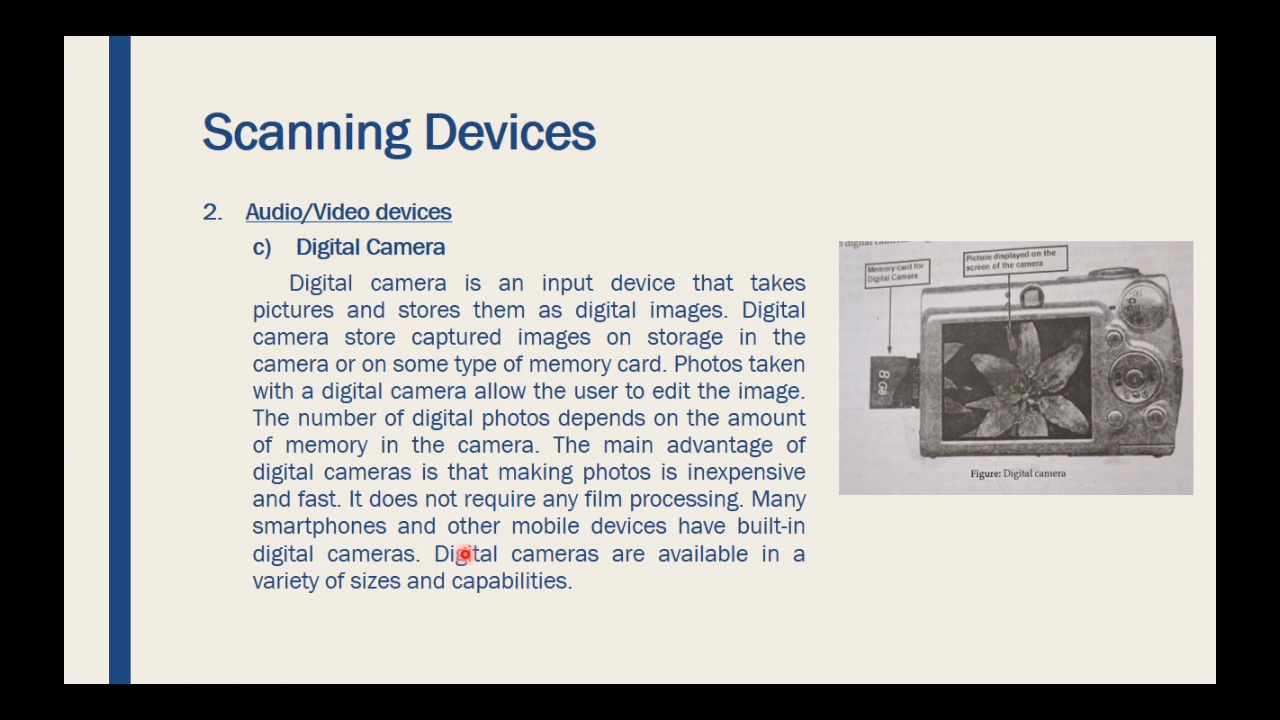 Scanning Devices
2. Audio/Video devices
c) Digital Camera
Digital camera is an input device that takes
pictures and stores them as digital images. Digital
camera store captured images on storage in the
camera or on some type of memory card. Photos taken
with a digital camera allow the user to edit the image.
The number of digital photos depends on the amount
of memory in the camera. The main advantage of
digital cameras is that making photos is inexpensive
and fast. It does not require any film processing. Many
smartphones and other mobile devices have built-in
digital cameras. Digital cameras are available in a
variety of sizes and capabilities.
Memory card for
Digital Camera
Picture displayed on the
screen of the camera
8 GB
Figure: Digital camera